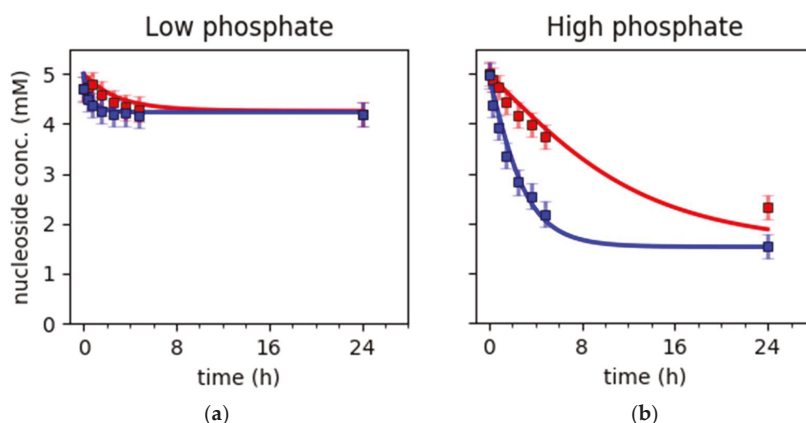 Low phosphate
High phosphate
nucleoside conc. (mM)
5
4
3
2
1
0
0 8 16 24
0 8 16 24
time (h)
time (h)
(a)
(b)